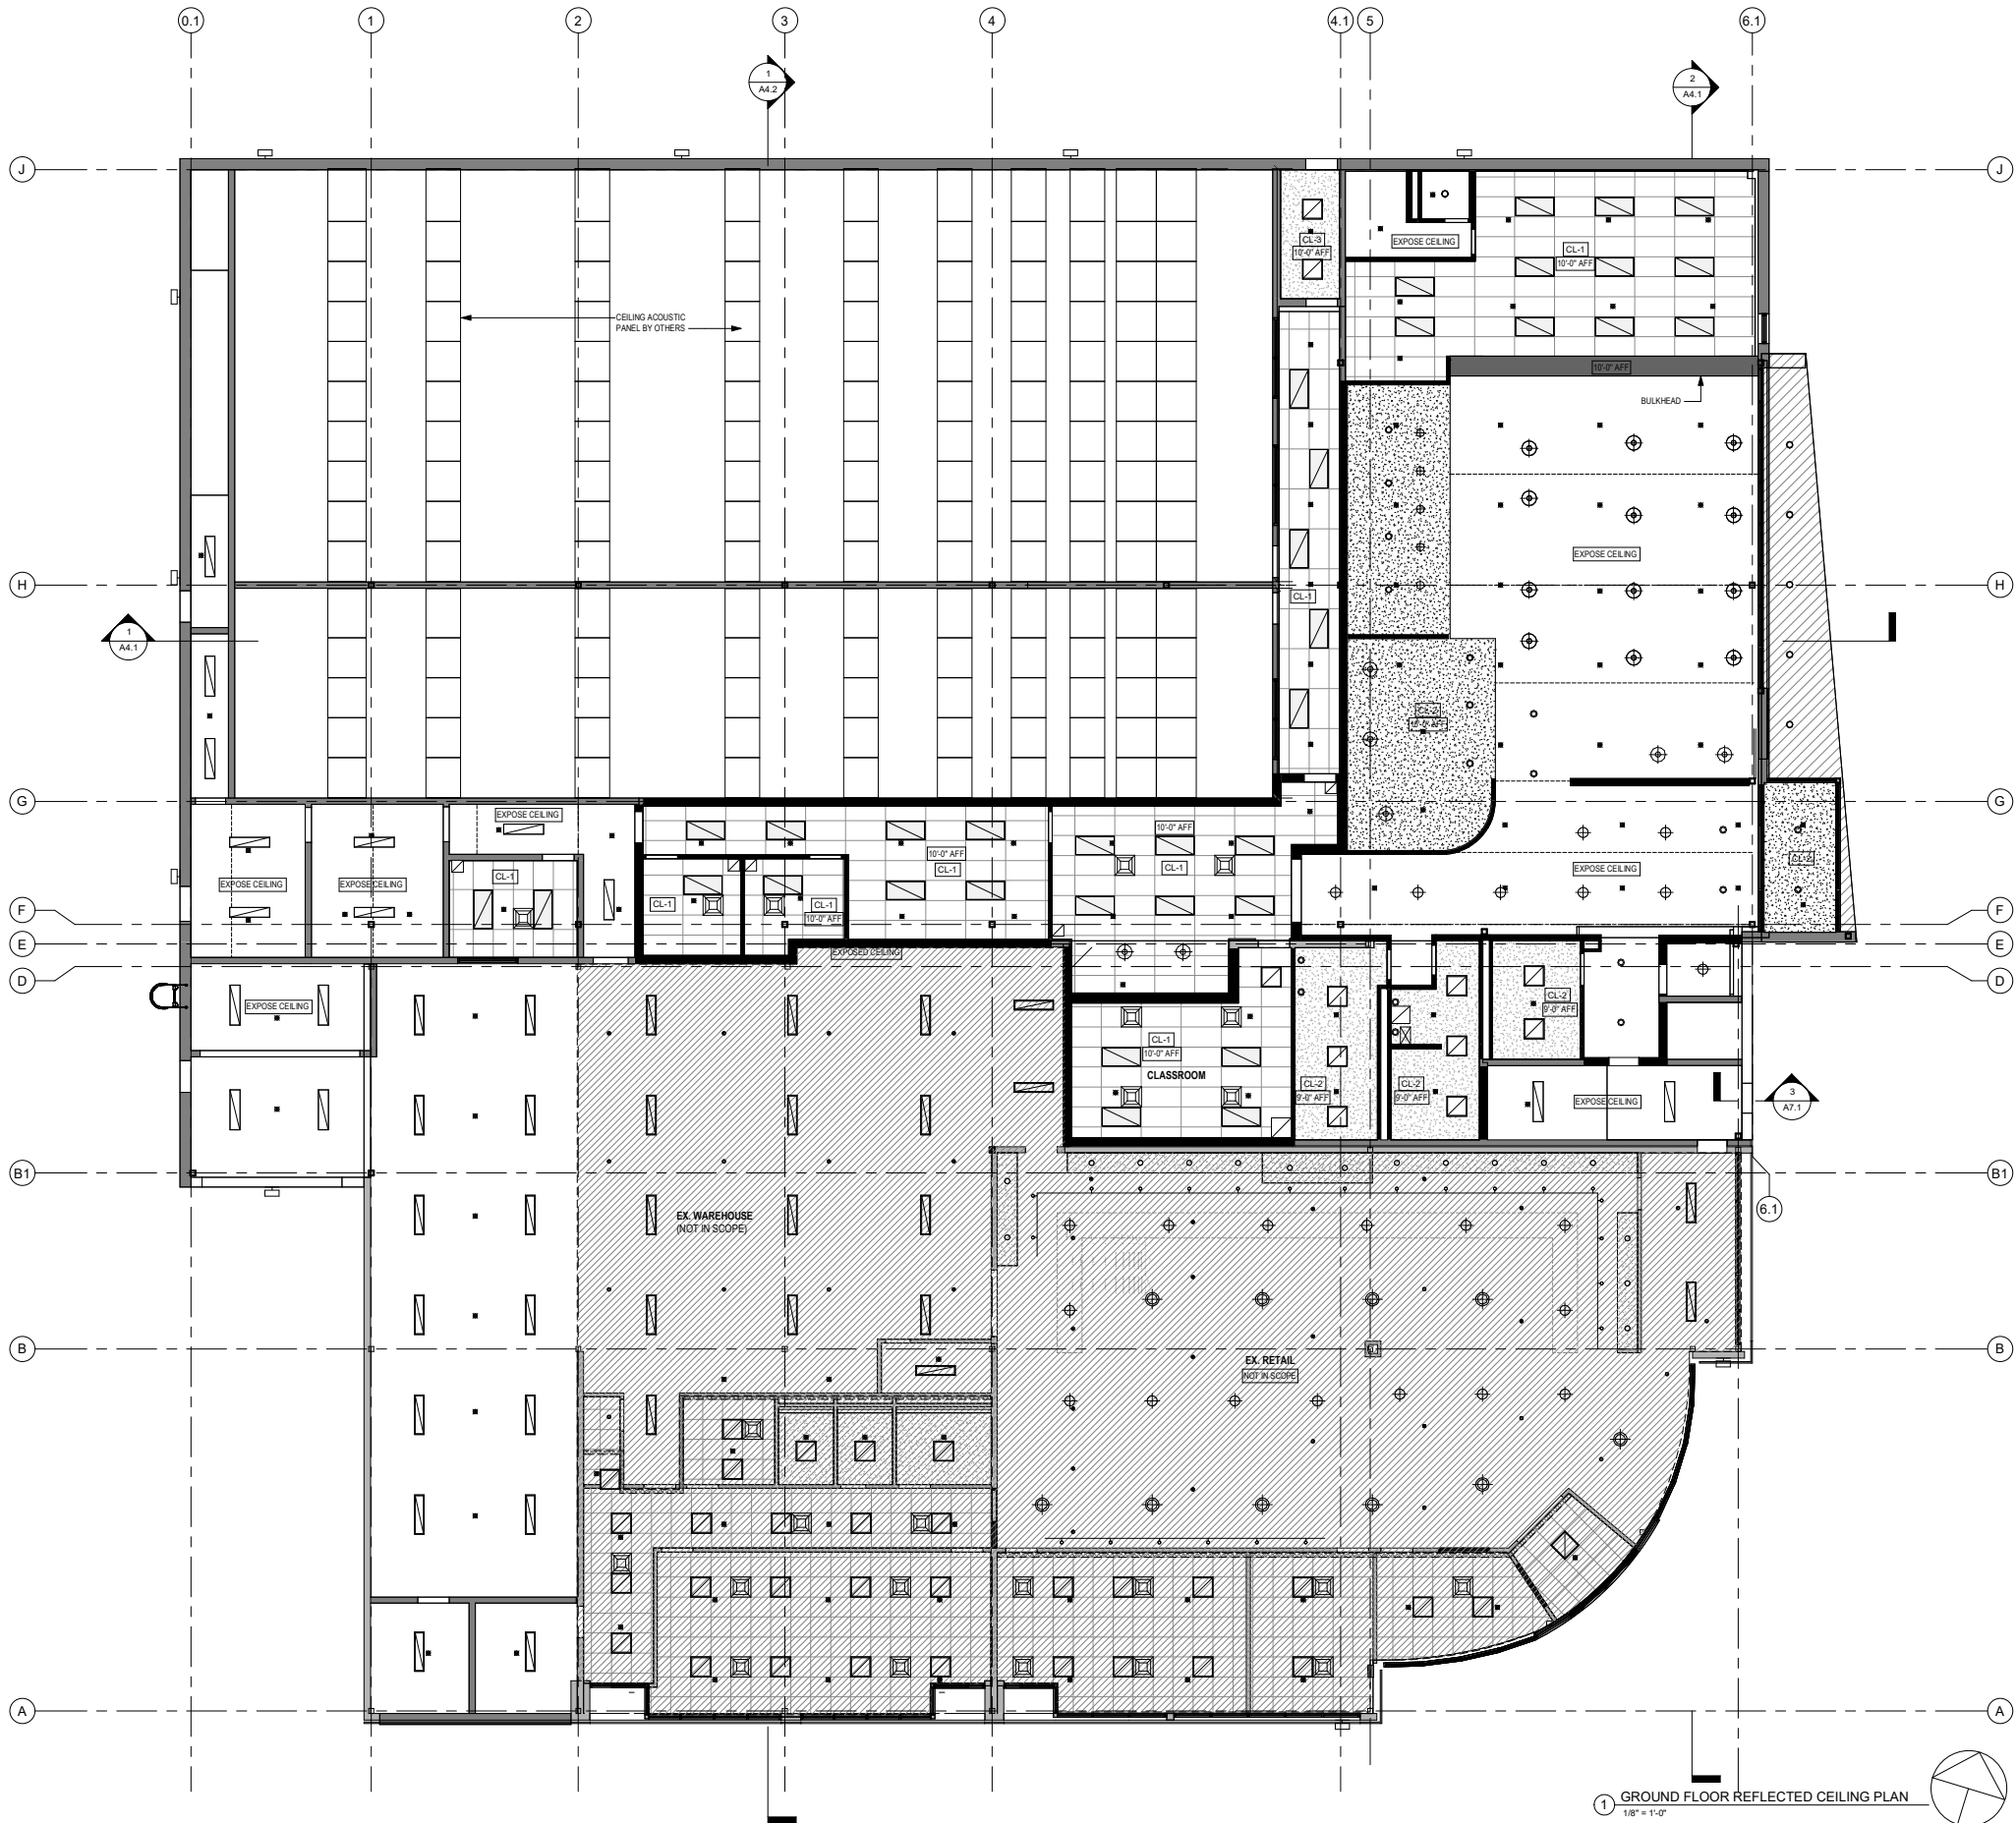 0.1
1
2
3
4
4.1
5
6.1
1
A4.2
2
A4.1
J
J
CL-3
10'-0" AFF
EXPOSE CEILING
CL-1
10'-0" AFF
CEILING ACOUSTIC
PANEL BY OTHERS
10'-0" AFF
BULKHEAD
EXPOSE CEILING
H
H
CL-1
1
A4.1
CL-2
G
G
EXPOSE CEILING
10'-0" AFF
10'-0" AFF
CL-1
CL-1
EXPOSE CEILING
CL-2
EXPOSE CEILING
EXPOSE CEILING
CL-1
CL-1
CL-1
10'-0" AFF
F
F
E
E
EXPOSED CEILING
D
D
EXPOSE CEILING
CL-2
9'-0" AFF
CL-1
10'-0" AFF
CLASSROOM
CL-2
9'-0" AFF
CL-2
9'-0" AFF
EXPOSE CEILING
3
A7.1
B1
B1
6.1
EX. WAREHOUSE
(NOT IN SCOPE)
B
B
EX. RETAIL
NOT IN SCOPE
A
A
1
GROUND FLOOR REFLECTED CEILING PLAN
1/8" = 1'-0"